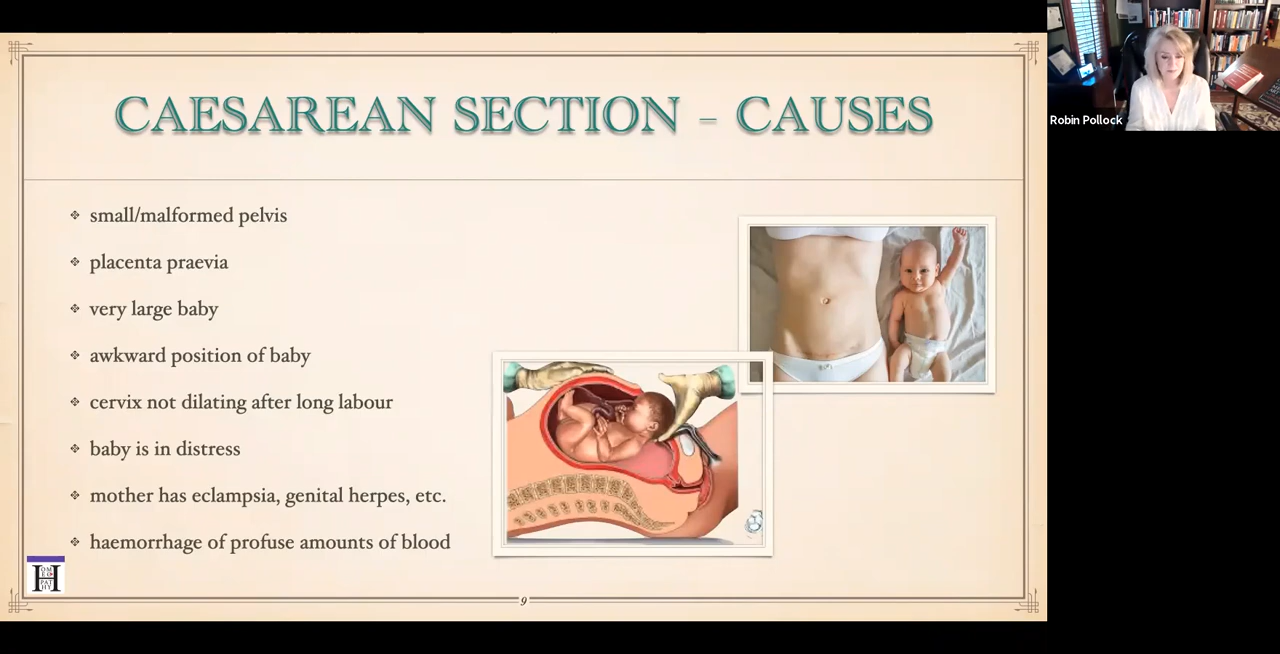 CAESAREAN SECTION – CAUSES
small/malformed pelvis
placenta praevia
very large baby
awkward position of baby
cervix not dilating after long labour
baby is in distress
mother has eclampsia, genital herpes, etc.
haemorrhage of profuse amounts of blood
9
Robin Pollock